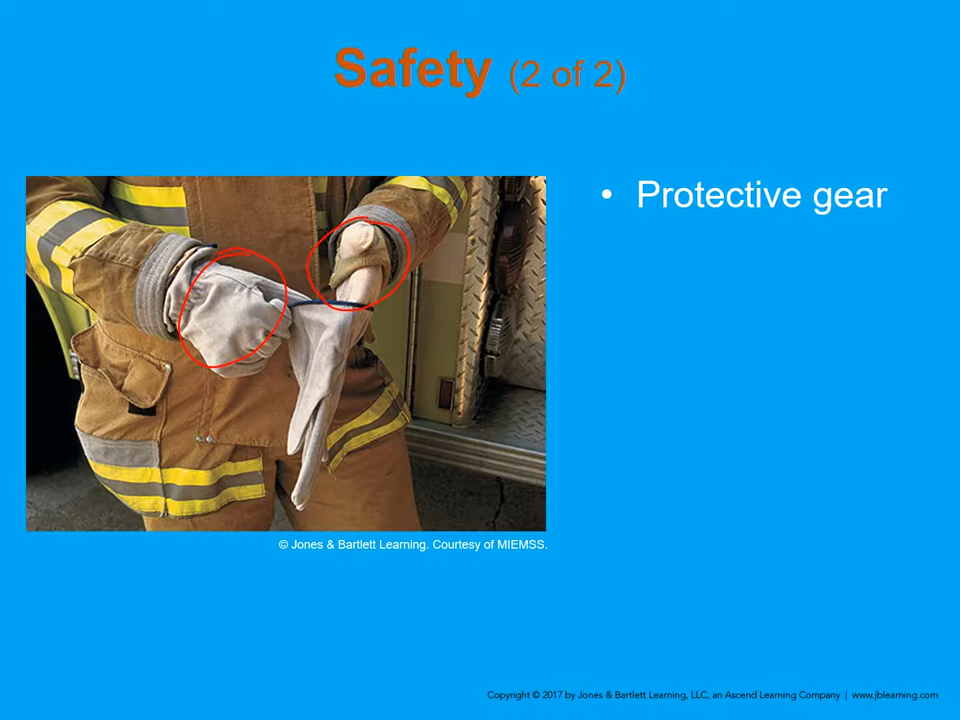 Safety (2 of 2)
• Protective gear
© Jones & Bartlett Learning. Courtesy of MIEMSS.
Copyright © 2017 by Jones & Bartlett Learning, LLC, an Ascend Learning Company | www.jblearning.com